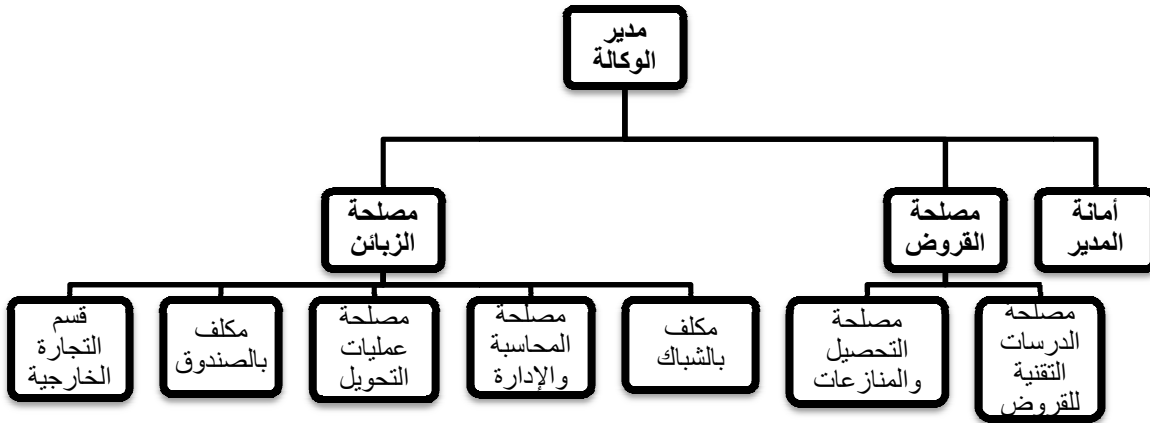 مدير
الوكالة
أمانة
المدير
مصلحة
القروض
مصلحة
الزبائن
مصلحة
الدرسات
التقنية
للقروض
مصلحة
التحصيل
والمنازعات
مكلف
بالشباك
مصلحة
المحاسبة
والإدارة
مصلحة
عمليات
التحويل
مكلف
بالصندوق
قسم
التجارة
الخارجية